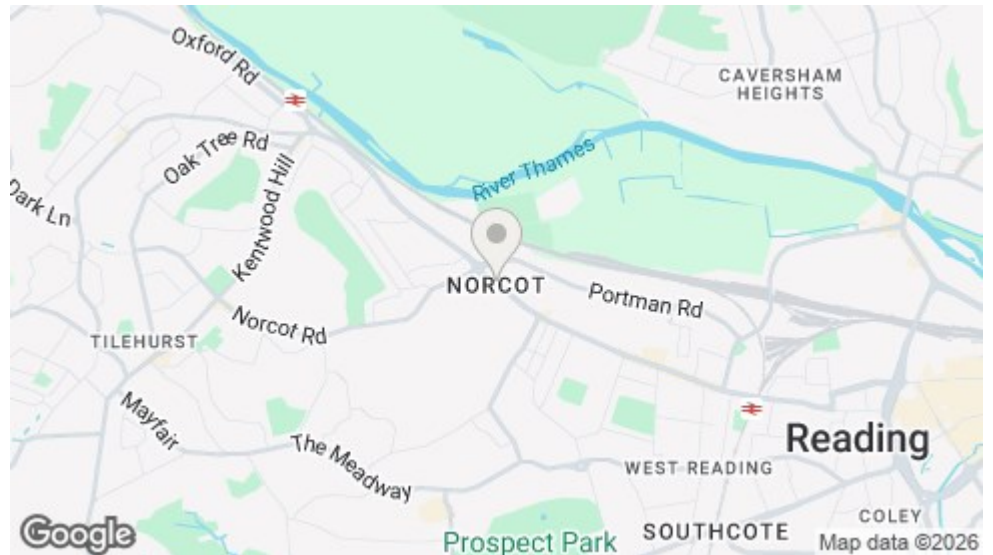 Oxford Rd
CAVERSHAM
HEIGHTS
Oak Tree Rd
River Thames
Dark Ln
Kentwood Hill
NORCOT
Portman Rd
Norcot Rd
TILEHURST
Mayfair
The Meadway
Reading
WEST READING
COLEY
SOUTHCOTE
Prospect Park
Google
Map data ©2026